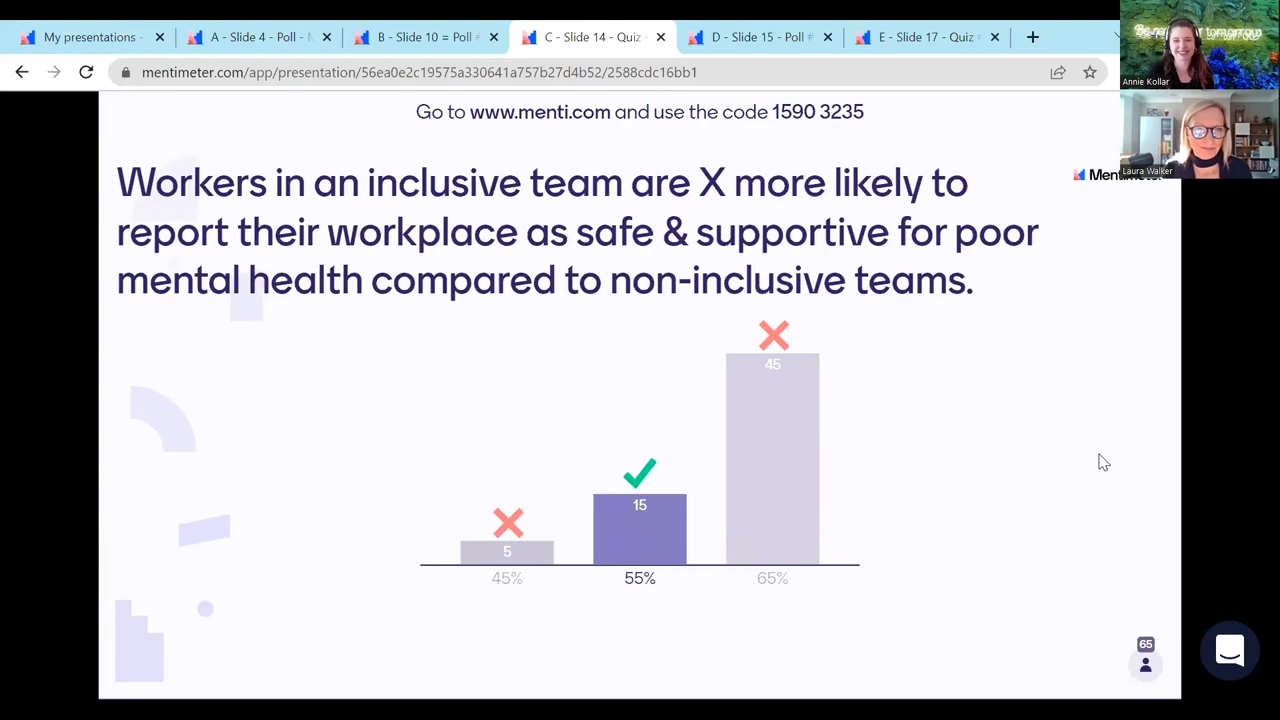 My presentations -
A - Slide 4 - Poll - M
B - Slide 10 = Poll #
C - Slide 14 - Quiz
D - Slide 15 - Poll #
E - Slide 17 - Quiz
mentimeter.com/app/presentation/56ea0e2c19575a330641a757b27d4b52/2588cdc16bb1
Annie Kollar
Laura Walker
Go to www.menti.com and use the code 1590 3235
Workers in an inclusive team are X more likely to
report their workplace as safe & supportive for poor
mental health compared to non-inclusive teams.
45
15
5
45%
55%
65%
65